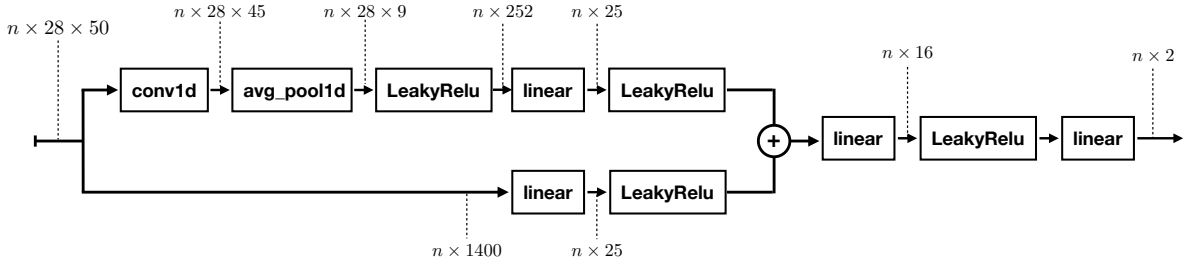 n × 28 × 50
n × 28 × 45
n × 28 × 9
n × 252
n × 25
conv1d
avg_pool1d
LeakyRelu
linear
LeakyRelu
n × 16
n × 2
+
linear
LeakyRelu
linear
linear
LeakyRelu
n × 1400
n × 25